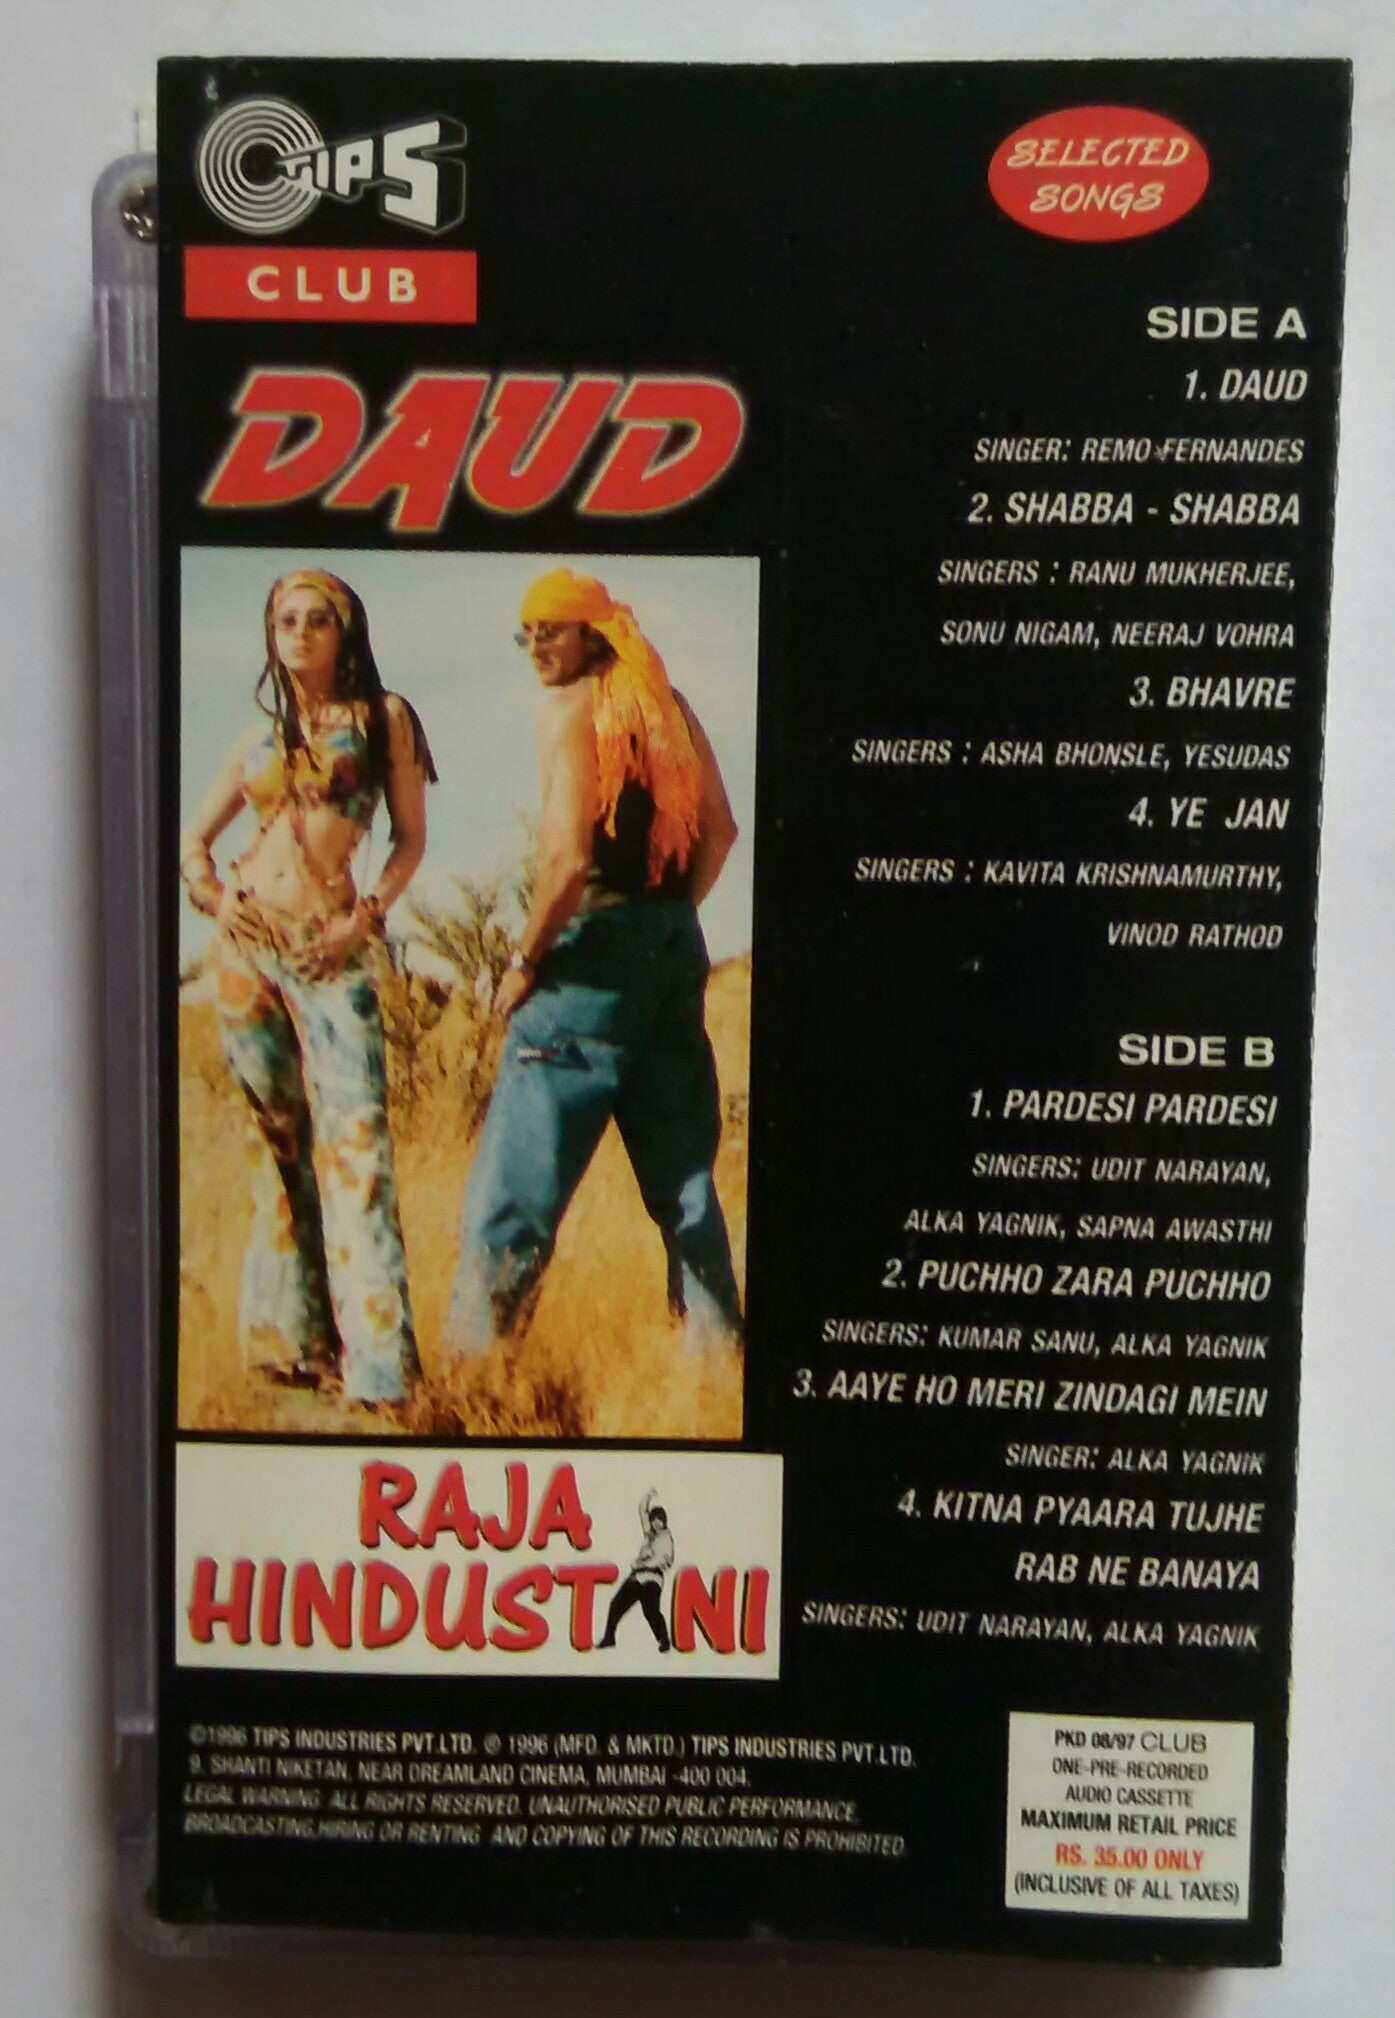 TIPS
CLUB
DAUD
RAJA
HINDUSTANI
SELECTED
SONGS
SIDE A
1. DAUD
SINGER: REMO FERNANDES
2. SHABBA - SHABBA
SINGERS : RANU MUKHERJEE,
SONU NIGAM, NEERAJ VOHRA
3. BHAVRE
SINGERS : ASHA BHONSLE, YESUDAS
4. YE JAN
SINGERS : KAVITA KRISHNAMURTHY,
VINOD RATHOD
SIDE B
1. PARDESI PARDESI
SINGERS: UDIT NARAYAN,
ALKA YAGNIK, SAPNA AWASTHI
2. PUCHHO ZARA PUCHHO
SINGERS: KUMAR SANU, ALKA YAGNIK
3. AAYE HO MERI ZINDAGI MEIN
SINGER: ALKA YAGNIK
4. KITNA PYAARA TUJHE
RAB NE BANAYA
SINGERS: UDIT NARAYAN, ALKA YAGNIK
©1996 TIPS INDUSTRIES PVT.LTD. ℗ 1996 (MFD. & MKTD.) TIPS INDUSTRIES PVT.LTD.
9, SHANTI NIKETAN, NEAR DREAMLAND CINEMA, MUMBAI -400 004.
LEGAL WARNING: ALL RIGHTS RESERVED. UNAUTHORISED PUBLIC PERFORMANCE,
BROADCASTING,HIRING OR RENTING AND COPYING OF THIS RECORDING IS PROHIBITED.
PKD 08/97 CLUB
ONE-PRE-RECORDED
AUDIO CASSETTE
MAXIMUM RETAIL PRICE
RS. 35.00 ONLY
(INCLUSIVE OF ALL TAXES)